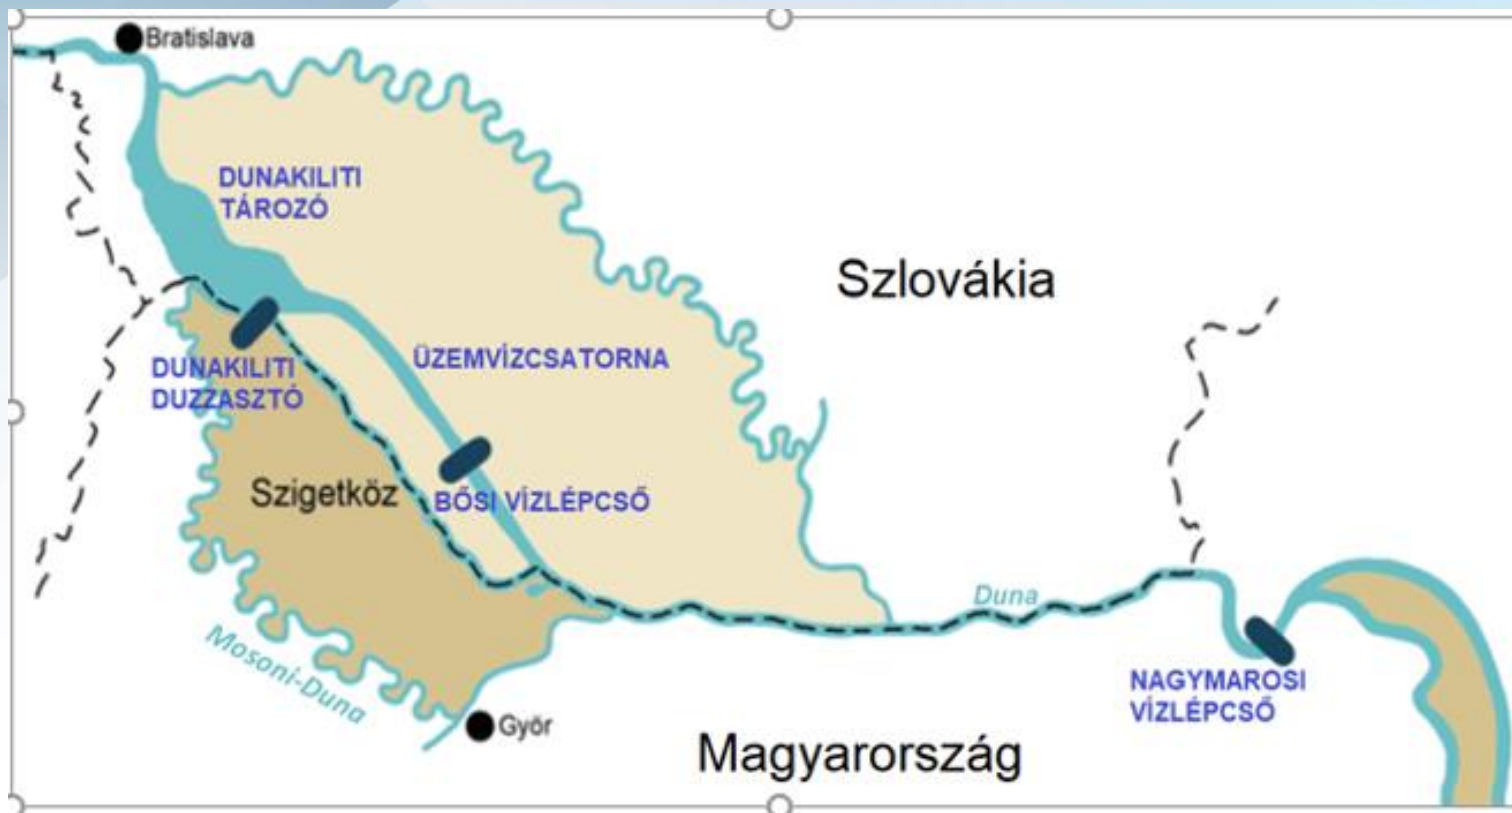 Bratislava
DUNAKILITI
TÁROZÓ
Szlovákia
ÜZEMVÍZCSATORNA
DUNAKILITI
DUZZASZTÓ
Szigetköz
BŐSI VÍZLÉPCSŐ
Duna
Mosoni-Duna
NAGYMAROSI
VÍZLÉPCSŐ
Győr
Magyarország